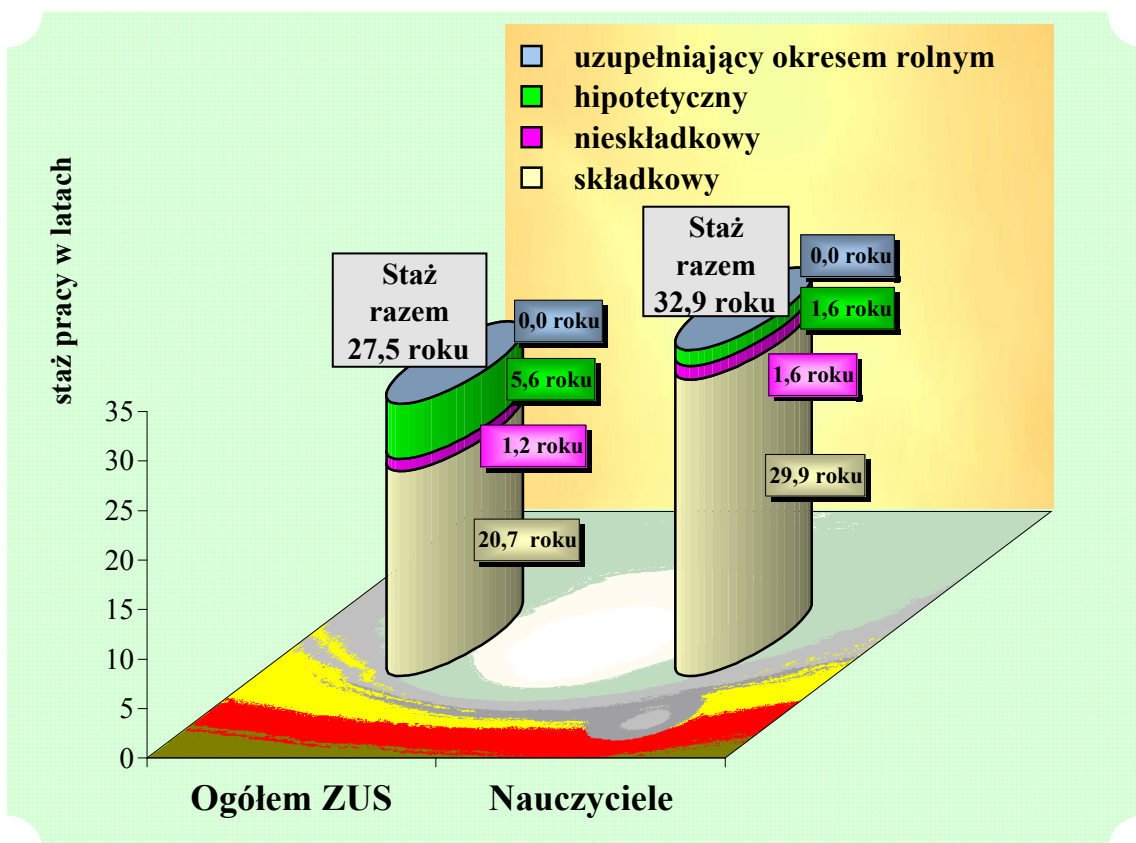 uzupełniający okresem rolnym
hipotetyczny
nieskładkowy
składkowy
staż pracy w latach
Staż
razem
27,5 roku
0,0 roku
5,6 roku
1,2 roku
20,7 roku
Staż
razem
32,9 roku
0,0 roku
1,6 roku
1,6 roku
29,9 roku
35
30
25
20
15
10
5
0
Ogółem ZUS
Nauczyciele